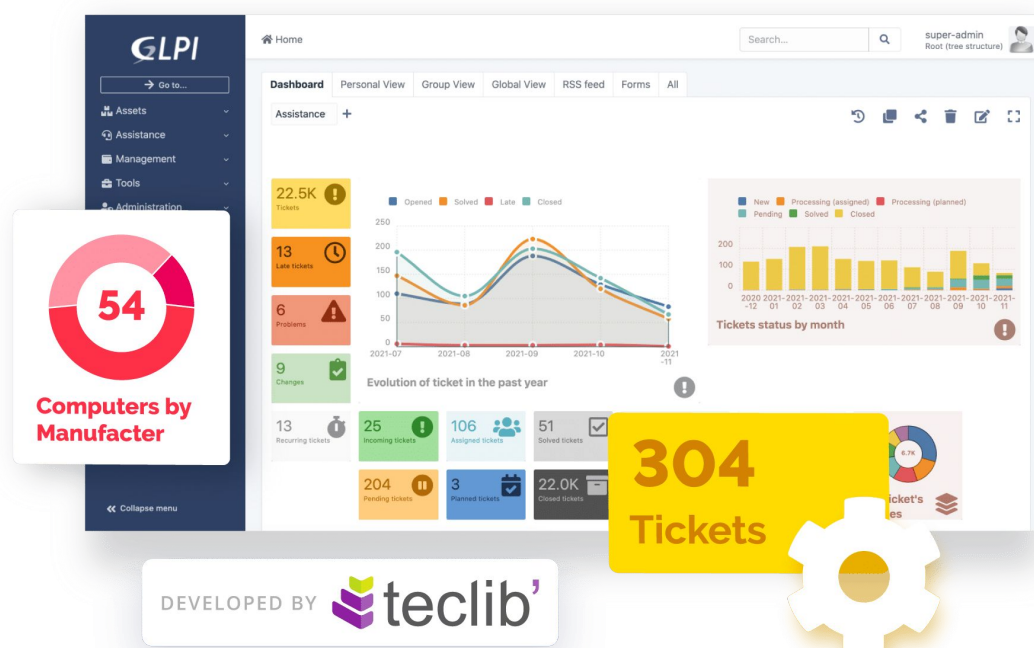 GLPI
Home
Search...
super-admin
Root (tree structure)
Go to...
Dashboard Personal View Group View Global View RSS feed Forms All
Assets
Assistance
Management
Tools
Administration
Collapse menu
Assistance +
22.5K
Tickets
13
Late tickets
6
Problems
9
Changes
13
Recurring tickets
Opened Solved Late Closed
250
200
150
100
50
0
2021-07 2021-08 2021-09 2021-10 2021
-11
Evolution of ticket in the past year
New Processing (assigned) Processing (planned)
Pending Solved Closed
200
100
0
2020 2021- 2021- 2021- 2021- 2021- 2021- 2021- 2021- 2021- 2021- 2021-
-12 01 02 03 04 05 06 07 08 09 10 11
Tickets status by month
25
Incoming tickets
106
Assigned tickets
51
Solved tickets
204
Pending tickets
3
Planned tickets
22.0K
Closed tickets
6.7K
icket's
es
54
Computers by
Manufacter
304
Tickets
DEVELOPED BY teclib'